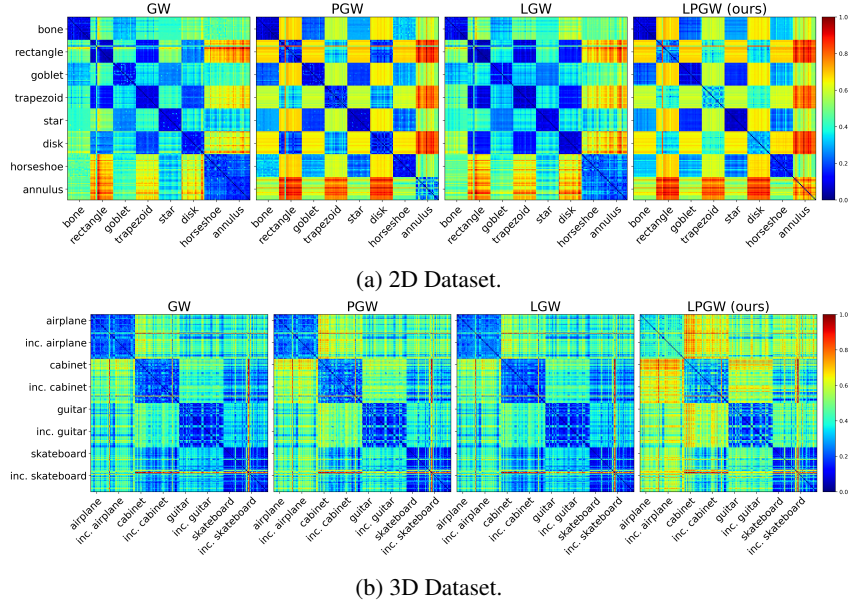 GW PGW LGW LPGW (ours)
bone
rectangle
goblet
trapezoid
star
disk
horseshoe
annulus
1.0
0.8
0.6
0.4
0.2
0.0
bone rectangle goblet trapezoid star disk horseshoe annulus bone rectangle goblet trapezoid star disk horseshoe annulus bone rectangle goblet trapezoid star disk horseshoe annulus bone rectangle goblet trapezoid star disk horseshoe annulus
(a) 2D Dataset.
GW PGW LGW LPGW (ours)
airplane
inc. airplane
cabinet
inc. cabinet
guitar
inc. guitar
skateboard
inc. skateboard
1.0
0.8
0.6
0.4
0.2
0.0
airplane inc. airplane cabinet inc. cabinet guitar inc. guitar skateboard inc. skateboard airplane inc. airplane cabinet inc. cabinet guitar inc. guitar skateboard inc. skateboard airplane inc. airplane cabinet inc. cabinet guitar inc. guitar skateboard inc. skateboard airplane inc. airplane cabinet inc. cabinet guitar inc. guitar skateboard inc. skateboard
(b) 3D Dataset.